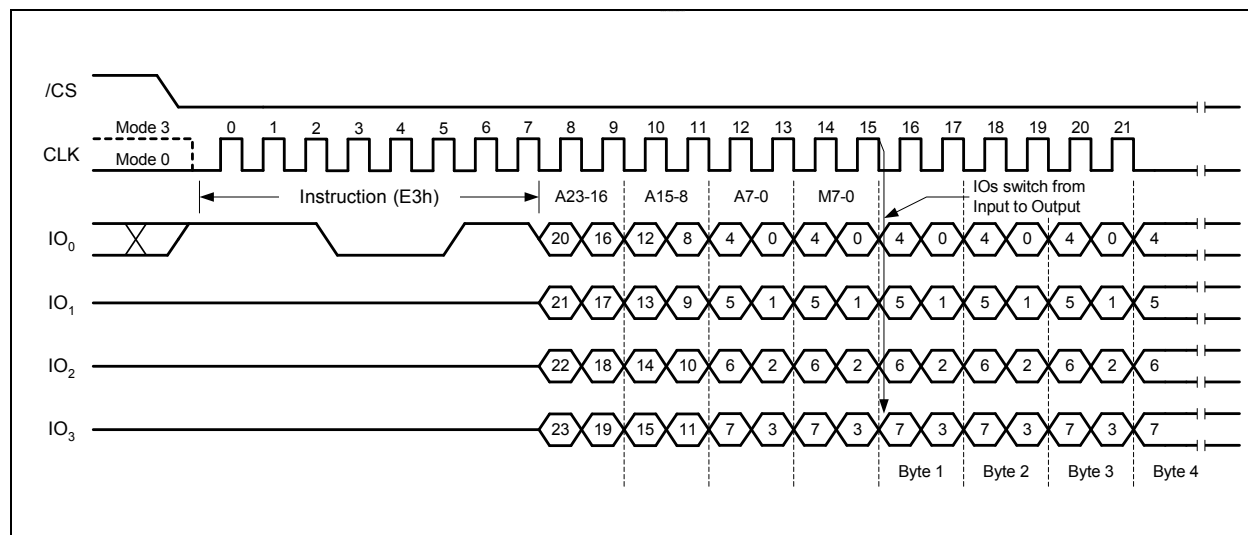 /CS
Mode 3 0 1 2 3 4 5 6 7 8 9 10 11 12 13 14 15 16 17 18 19 20 21
CLK
Mode 0
Instruction (E3h) A23-16 A15-8 A7-0 M7-0 IOs switch from
Input to Output
IO0 20 16 12 8 4 0 4 0 4 0 4 0 4 0 4
IO1 21 17 13 9 5 1 5 1 5 1 5 1 5 1 5
IO2 22 18 14 10 6 2 6 2 6 2 6 2 6 2 6
IO3 23 19 15 11 7 3 7 3 7 3 7 3 7 3 7
Byte 1 Byte 2 Byte 3 Byte 4